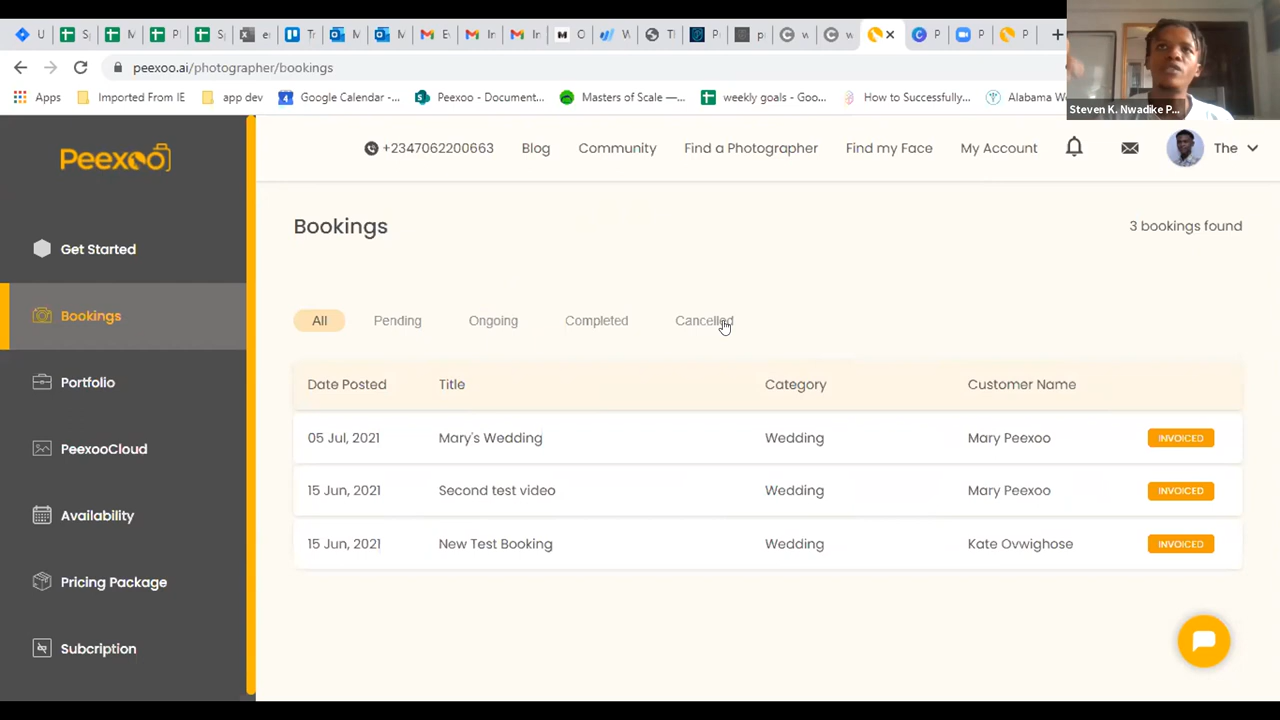 peexoo.ai/photographer/bookings
Apps Imported From IE app dev Google Calendar -... Peexoo - Document... Masters of Scale —... weekly goals - Goo... How to Successfully... Alabama W
Steven K. Nwadike P...
Peexoo
+2347062200663 Blog Community Find a Photographer Find my Face My Account The
Get Started
Bookings
Portfolio
PeexooCloud
Availability
Pricing Package
Subcription
Bookings 3 bookings found
All Pending Ongoing Completed Cancelled
Date Posted Title Category Customer Name
05 Jul, 2021 Mary's Wedding Wedding Mary Peexoo INVOICED
15 Jun, 2021 Second test video Wedding Mary Peexoo INVOICED
15 Jun, 2021 New Test Booking Wedding Kate Ovwighose INVOICED